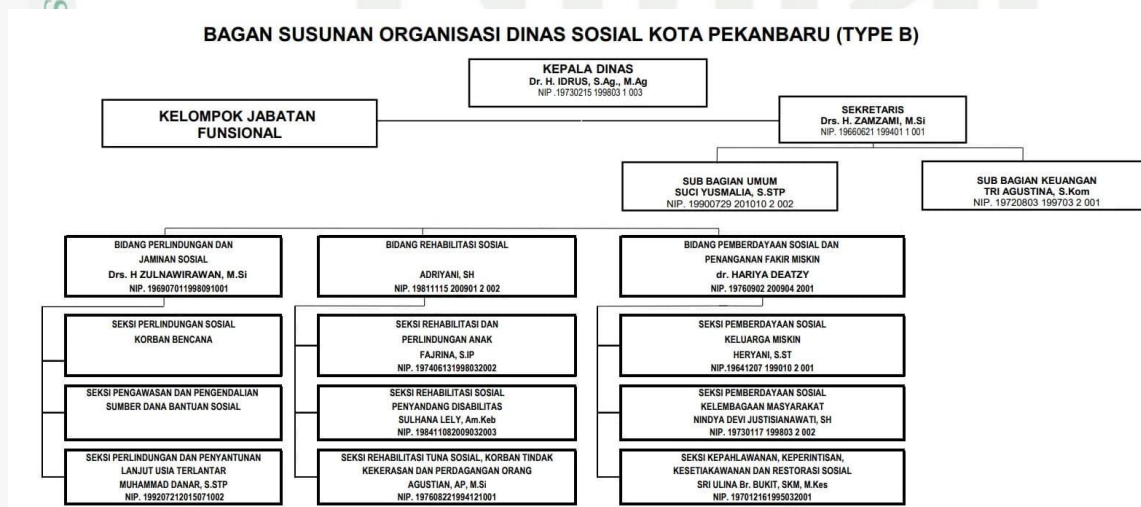 BAGAN SUSUNAN ORGANISASI DINAS SOSIAL KOTA PEKANBARU (TYPE B)
KEPALA DINAS
Dr. H. IDRUS, S.Ag., M.Ag
NIP .19730215 199803 1 003
KELOMPOK JABATAN
FUNSIONAL
SEKRETARIS
Drs. H. ZAMZAMI, M.Si
NIP. 19660621 199401 1 001
SUB BAGIAN UMUM
SUCI YUSMALIA, S.STP
NIP. 19900729 201010 2 002
SUB BAGIAN KEUANGAN
TRI AGUSTINA, S.Kom
NIP. 19720803 199703 2 001
BIDANG PERLINDUNGAN DAN
JAMINAN SOSIAL
Drs. H ZULNAWIRAWAN, M.Si
NIP. 196907011998091001
BIDANG REHABILITASI SOSIAL
ADRIYANI, SH
NIP. 19811115 200901 2 002
BIDANG PEMBERDAYAAN SOSIAL DAN
PENANGANAN FAKIR MISKIN
dr. HARIYA DEATZY
NIP. 19760902 200904 2001
SEKSI PERLINDUNGAN SOSIAL
KORBAN BENCANA
SEKSI REHABILITASI DAN
PERLINDUNGAN ANAK
FAJRINA, S.IP
NIP. 197406131998032002
SEKSI PEMBERDAYAAN SOSIAL
KELUARGA MISKIN
HERYANI, S.ST
NIP.19641207 199010 2 001
SEKSI PENGAWASAN DAN PENGENDALIAN
SUMBER DANA BANTUAN SOSIAL
SEKSI REHABILITASI SOSIAL
PENYANDANG DISABILITAS
SULHANA LELY, Am.Keb
NIP. 198411082009032003
SEKSI PEMBERDAYAAN SOSIAL
KELEMBAGAAN MASYARAKAT
NINDYA DEVI JUSTISIANAWATI, SH
NIP. 19730117 199803 2 002
SEKSI PERLINDUNGAN DAN PENYANTUNAN
LANJUT USIA TERLANTAR
MUHAMMAD DANAR, S.STP
NIP. 199207212015071002
SEKSI REHABILITASI TUNA SOSIAL, KORBAN TINDAK
KEKERASAN DAN PERDAGANGAN ORANG
AGUSTIAN, AP, M.Si
NIP. 197608221994121001
SEKSI KEPAHLAWANAN, KEPERINTISAN,
KESETIAKAWANAN DAN RESTORASI SOSIAL
SRI ULINA Br. BUKIT, SKM, M.Kes
NIP. 197012161995032001